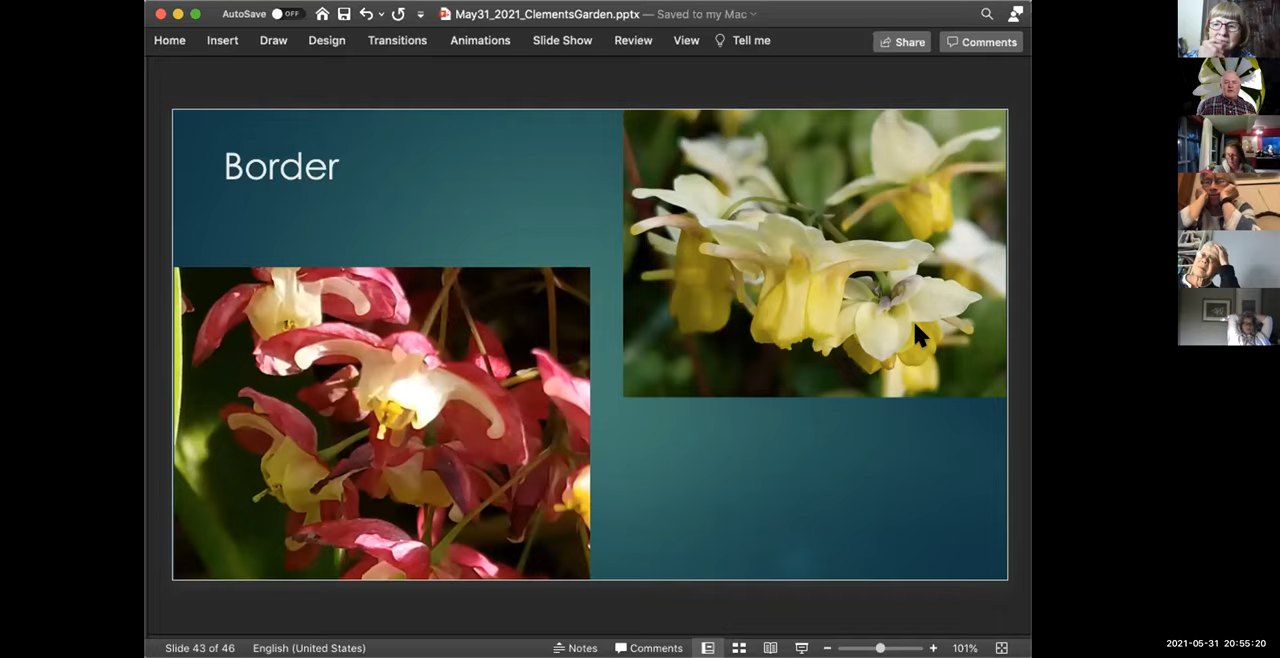 AutoSave OFF May31_2021_ClementsGarden.pptx — Saved to my Mac
Home Insert Draw Design Transitions Animations Slide Show Review View Tell me Share Comments
Border
Slide 43 of 46 English (United States) Notes Comments 101%
2021-05-31 20:55:20